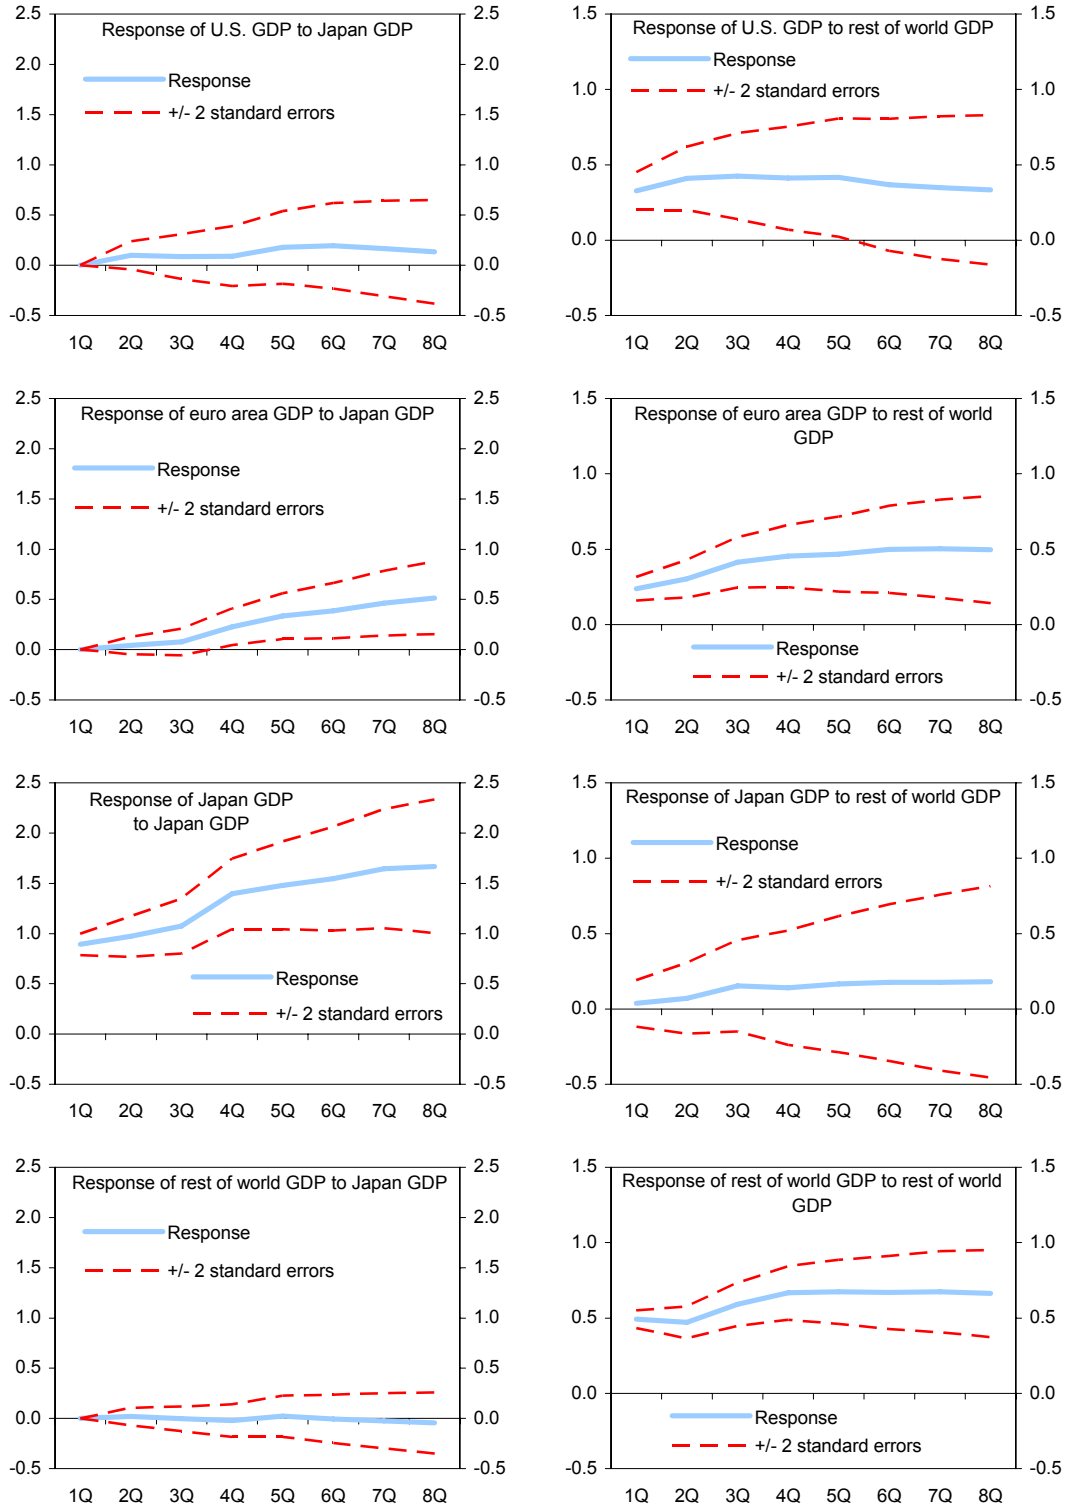 2.5 2.5 1.5 1.5
Response of U.S. GDP to Japan GDP
Response of U.S. GDP to rest of world GDP
2.0 2.0
Response
+/- 2 standard errors
Response
+/- 2 standard errors
1.5 1.5 1.0 1.0
1.0 1.0 0.5 0.5
0.5 0.5
0.0 0.0 0.0 0.0
-0.5 -0.5 -0.5 -0.5
1Q 2Q 3Q 4Q 5Q 6Q 7Q 8Q
1Q 2Q 3Q 4Q 5Q 6Q 7Q 8Q
2.5 2.5 1.5 1.5
Response of euro area GDP to Japan GDP
Response of euro area GDP to rest of world
GDP
2.0 2.0
Response
+/- 2 standard errors
1.5 1.5 1.0 1.0
1.0 1.0 0.5 0.5
0.5 0.5
0.0 0.0 0.0 0.0
Response
+/- 2 standard errors
-0.5 -0.5 -0.5 -0.5
1Q 2Q 3Q 4Q 5Q 6Q 7Q 8Q
1Q 2Q 3Q 4Q 5Q 6Q 7Q 8Q
2.5 2.5 1.5 1.5
Response of Japan GDP
to Japan GDP
Response of Japan GDP to rest of world GDP
2.0 2.0
Response
+/- 2 standard errors
1.5 1.5 1.0 1.0
1.0 1.0 0.5 0.5
Response
+/- 2 standard errors
0.5 0.5
0.0 0.0 0.0 0.0
-0.5 -0.5 -0.5 -0.5
1Q 2Q 3Q 4Q 5Q 6Q 7Q 8Q
1Q 2Q 3Q 4Q 5Q 6Q 7Q 8Q
2.5 2.5 1.5 1.5
Response of rest of world GDP to Japan GDP
Response of rest of world GDP to rest of world
GDP
2.0 2.0
Response
+/- 2 standard errors
1.5 1.5 1.0 1.0
1.0 1.0 0.5 0.5
0.5 0.5
0.0 0.0 0.0 0.0
Response
+/- 2 standard errors
-0.5 -0.5 -0.5 -0.5
1Q 2Q 3Q 4Q 5Q 6Q 7Q 8Q
1Q 2Q 3Q 4Q 5Q 6Q 7Q 8Q